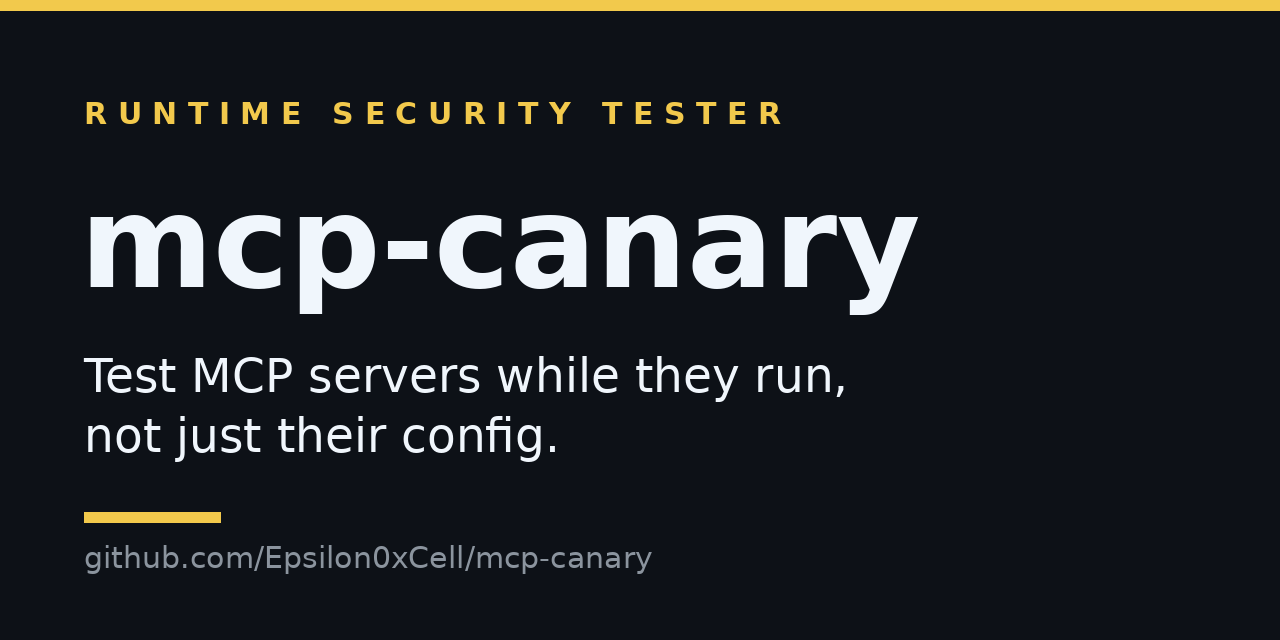 RUNTIME SECURITY TESTER
mcp-canary
Test MCP servers while they run,
not just their config.
github.com/Epsilon0xCell/mcp-canary